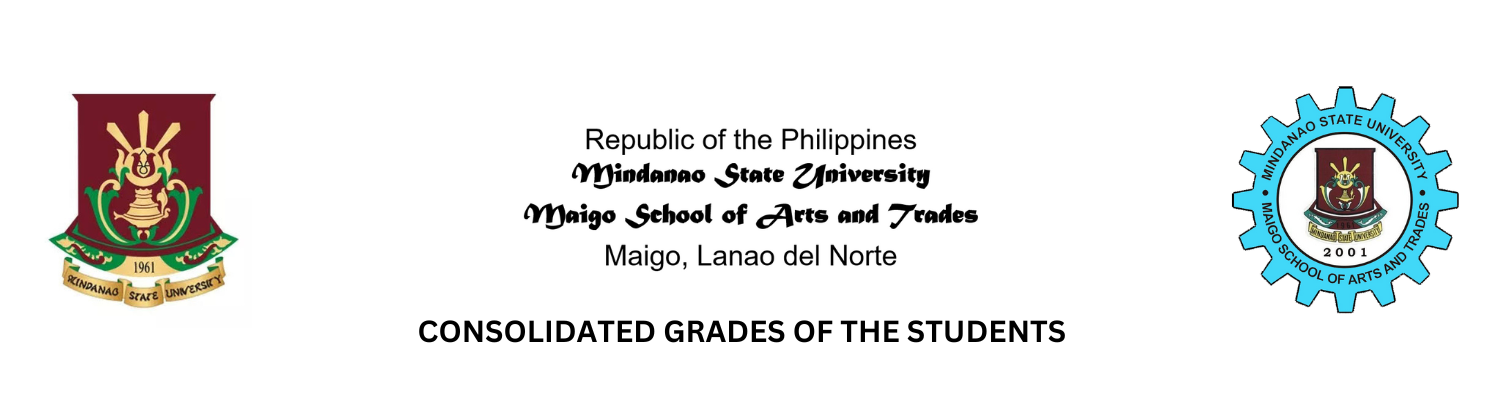 Republic of the Philippines
Mindanao State University
Maigo School of Arts and Trades
Maigo, Lanao del Norte
CONSOLIDATED GRADES OF THE STUDENTS
1961
MINDANAO STATE UNIVERSITY
• MINDANAO STATE UNIVERSITY •
MAIGO SCHOOL OF ARTS AND TRADES
MINDANAO STATE UNIVERSITY
2001